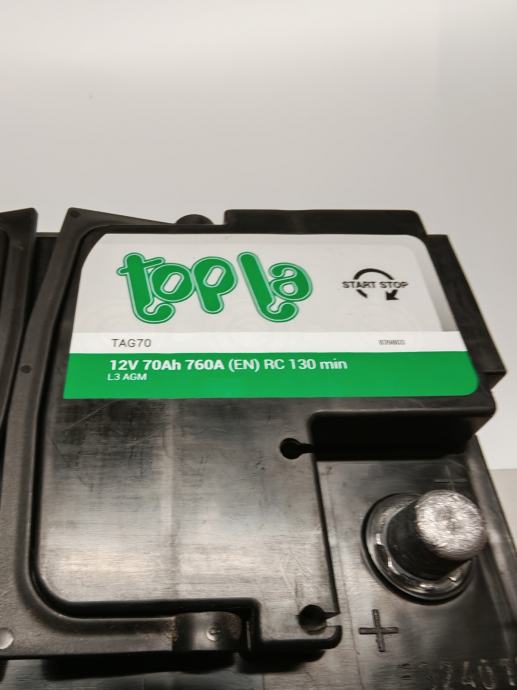 topla
START STOP
TAG70
12V 70Ah 760A (EN) RC 130 min
L3 AGM
+